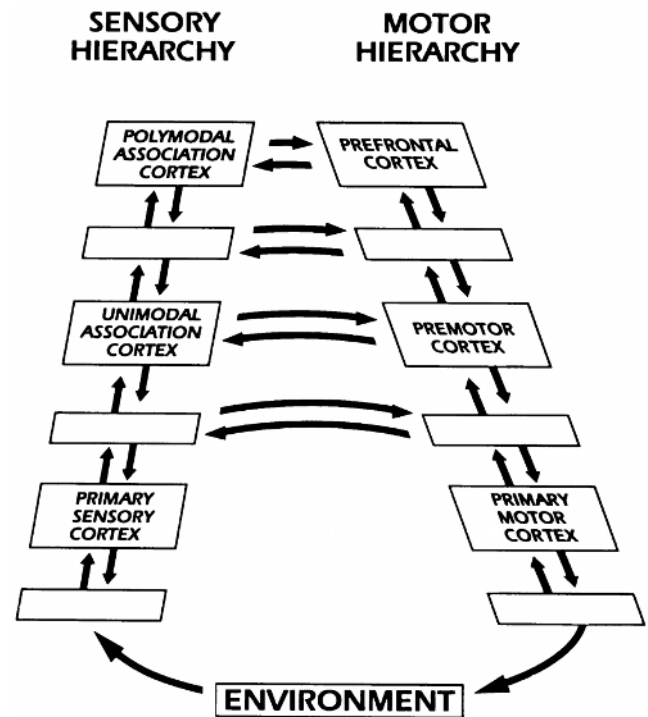 SENSORY
HIERARCHY
MOTOR
HIERARCHY
POLYMODAL
ASSOCIATION
CORTEX
PREFRONTAL
CORTEX
UNIMODAL
ASSOCIATION
CORTEX
PREMOTOR
CORTEX
PRIMARY
SENSORY
CORTEX
PRIMARY
MOTOR
CORTEX
ENVIRONMENT